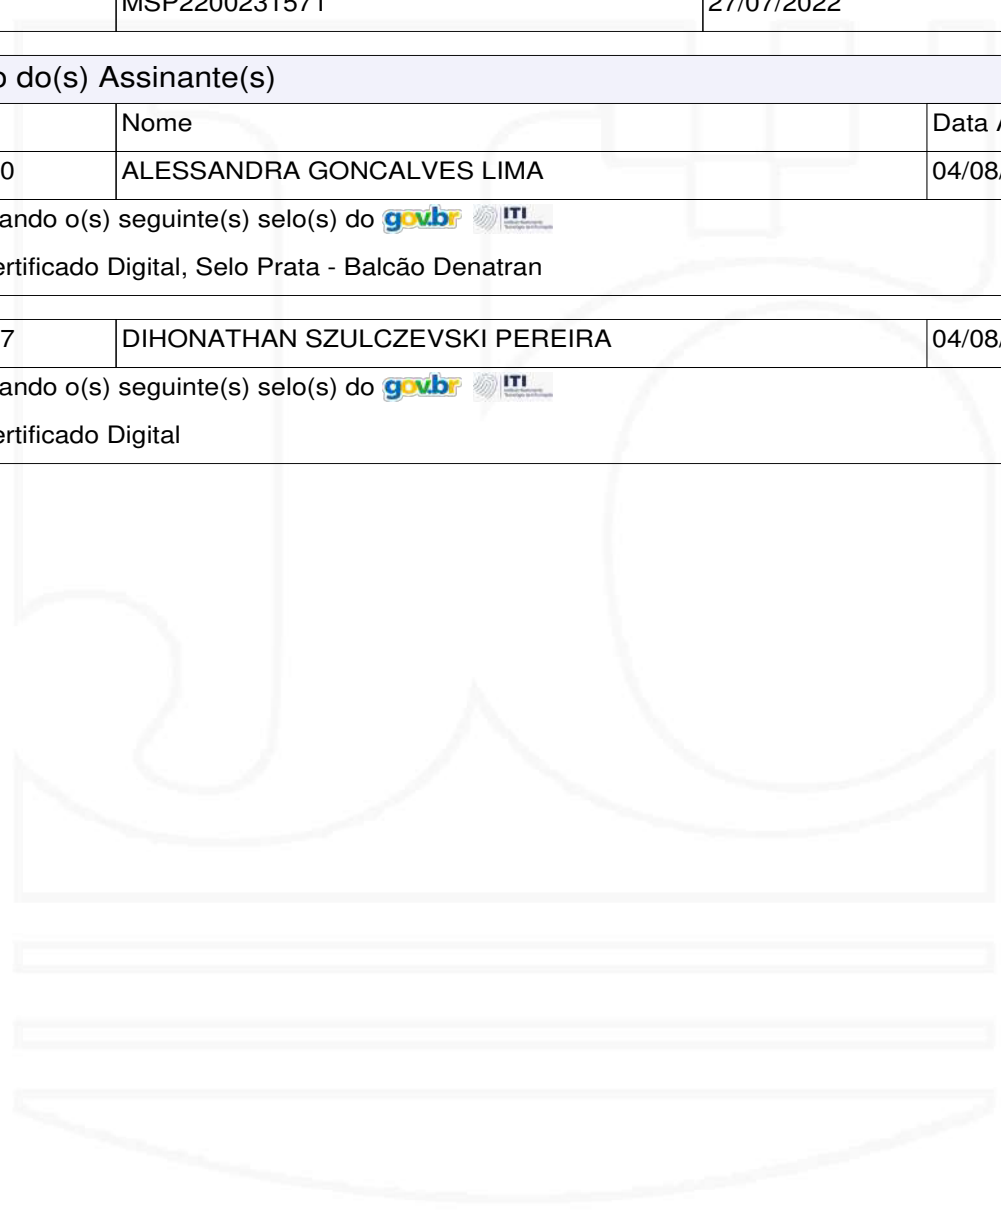 MSP2200231571 27/07/2022
o do(s) Assinante(s)
Nome Data A
0 ALESSANDRA GONCALVES LIMA 04/08/
ando o(s) seguinte(s) selo(s) do gov.br ITI
ertificado Digital, Selo Prata - Balcão Denatran
7 DIHONATHAN SZULCZEVSKI PEREIRA 04/08/
ando o(s) seguinte(s) selo(s) do gov.br ITI
ertificado Digital